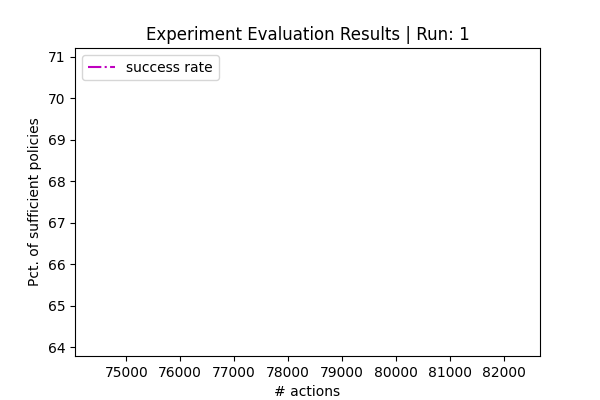 Experiment Evaluation Results | Run: 1
success rate
Pct. of sufficient policies
71
70
69
68
67
66
65
64
75000 76000 77000 78000 79000 80000 81000 82000
# actions